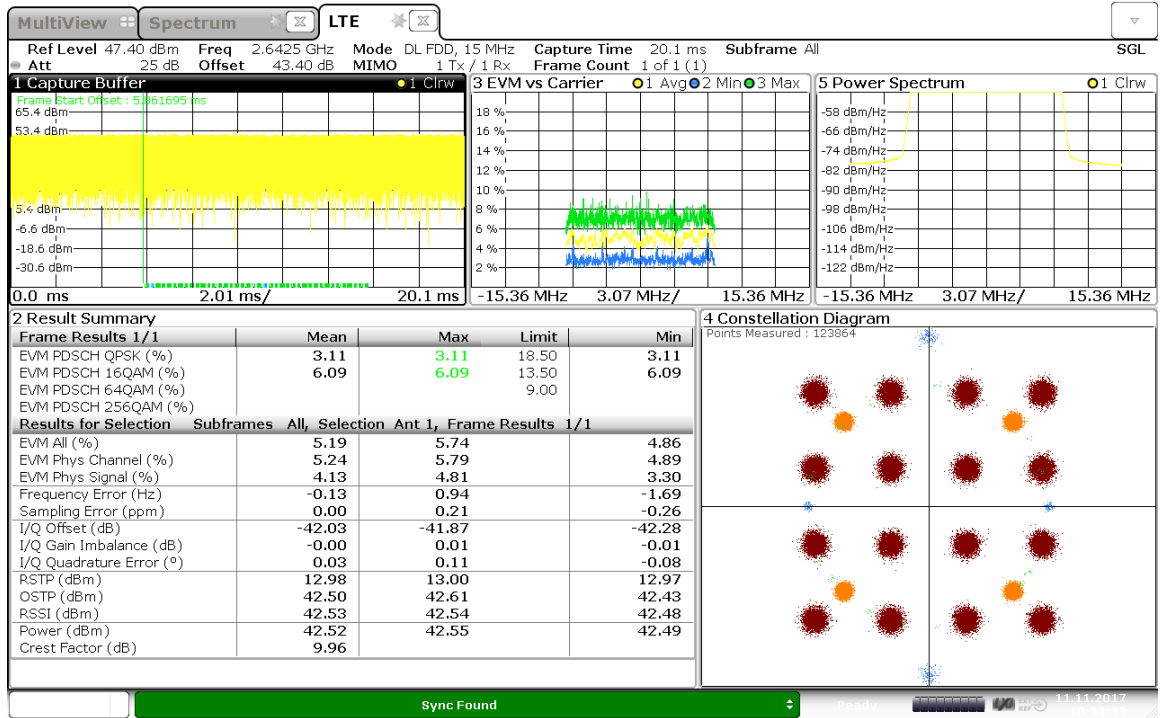 MultiView Spectrum LTE
Ref Level 47.40 dBm Freq 2.6425 GHz Mode DL FDD, 15 MHz Capture Time 20.1 ms Subframe All SGL
Att 25 dB Offset 43.40 dB MIMO 1 Tx / 1 Rx Frame Count 1 of 1 (1)
1 Capture Buffer 1 Clrw
Frame Start Offset : 5.861695 ms
65.4 dBm
53.4 dBm
5.4 dBm
-6.6 dBm
-18.6 dBm
-30.6 dBm
0.0 ms 2.01 ms/ 20.1 ms
3 EVM vs Carrier 1 Avg 2 Min 3 Max
18 %
16 %
14 %
12 %
10 %
8 %
6 %
4 %
2 %
-15.36 MHz 3.07 MHz/ 15.36 MHz
5 Power Spectrum 1 Clrw
-58 dBm/Hz
-66 dBm/Hz
-74 dBm/Hz
-82 dBm/Hz
-90 dBm/Hz
-98 dBm/Hz
-106 dBm/Hz
-114 dBm/Hz
-122 dBm/Hz
-15.36 MHz 3.07 MHz/ 15.36 MHz
2 Result Summary
Frame Results 1/1 Mean Max Limit Min
EVM PDSCH QPSK (%) 3.11 3.11 18.50 3.11
EVM PDSCH 16QAM (%) 6.09 6.09 13.50 6.09
EVM PDSCH 64QAM (%) 9.00
EVM PDSCH 256QAM (%)
Results for Selection Subframes All, Selection Ant 1, Frame Results 1/1
EVM All (%) 5.19 5.74 4.86
EVM Phys Channel (%) 5.24 5.79 4.89
EVM Phys Signal (%) 4.13 4.81 3.30
Frequency Error (Hz) -0.13 0.94 -1.69
Sampling Error (ppm) 0.00 0.21 -0.26
I/Q Offset (dB) -42.03 -41.87 -42.28
I/Q Gain Imbalance (dB) -0.00 0.01 -0.01
I/Q Quadrature Error (°) 0.03 0.11 -0.08
RSTP (dBm) 12.98 13.00 12.97
OSTP (dBm) 42.50 42.61 42.43
RSSI (dBm) 42.53 42.54 42.48
Power (dBm) 42.52 42.55 42.49
Crest Factor (dB) 9.96
4 Constellation Diagram
Points Measured : 123864
Sync Found
Ready
11.11.2017